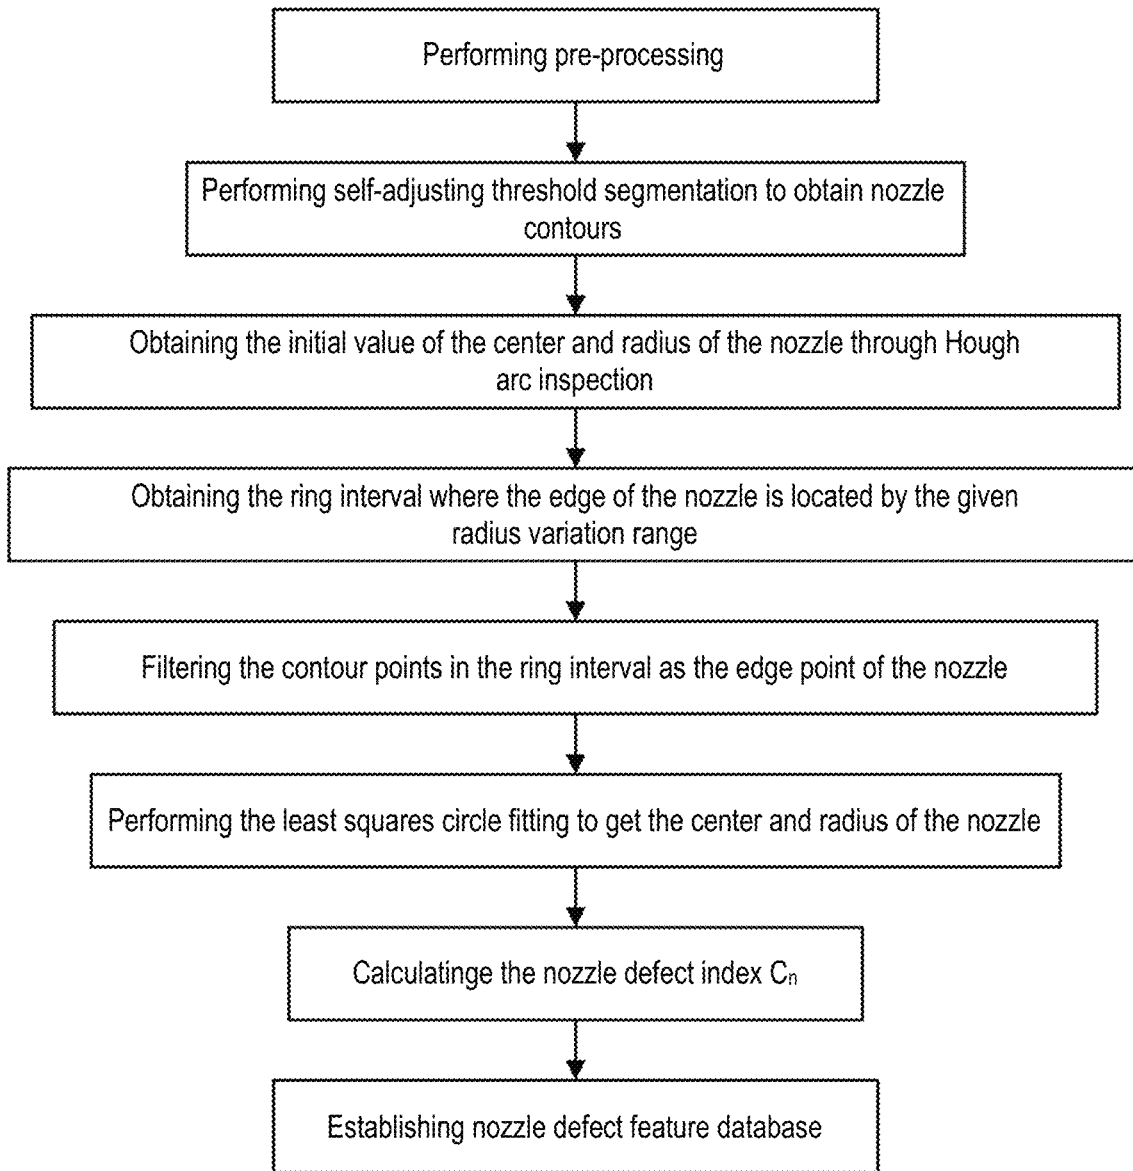 Performing pre-processing
Performing self-adjusting threshold segmentation to obtain nozzle
contours
Obtaining the initial value of the center and radius of the nozzle through Hough
arc inspection
Obtaining the ring interval where the edge of the nozzle is located by the given
radius variation range
Filtering the contour points in the ring interval as the edge point of the nozzle
Performing the least squares circle fitting to get the center and radius of the nozzle
Calculatinge the nozzle defect index Cn
Establishing nozzle defect feature database